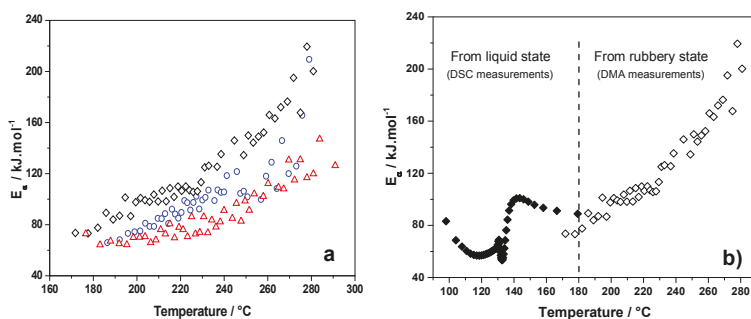 240
200
160
120
80
40
E α / kJ.mol⁻¹
160 180 200 220 240 260 280 300
Temperature / °C
a
240
200
160
120
80
40
E α / kJ.mol⁻¹
From liquid state
(DSC measurements)
From rubbery state
(DMA measurements)
100 120 140 160 180 200 220 240 260 280
Temperature / °C
b)